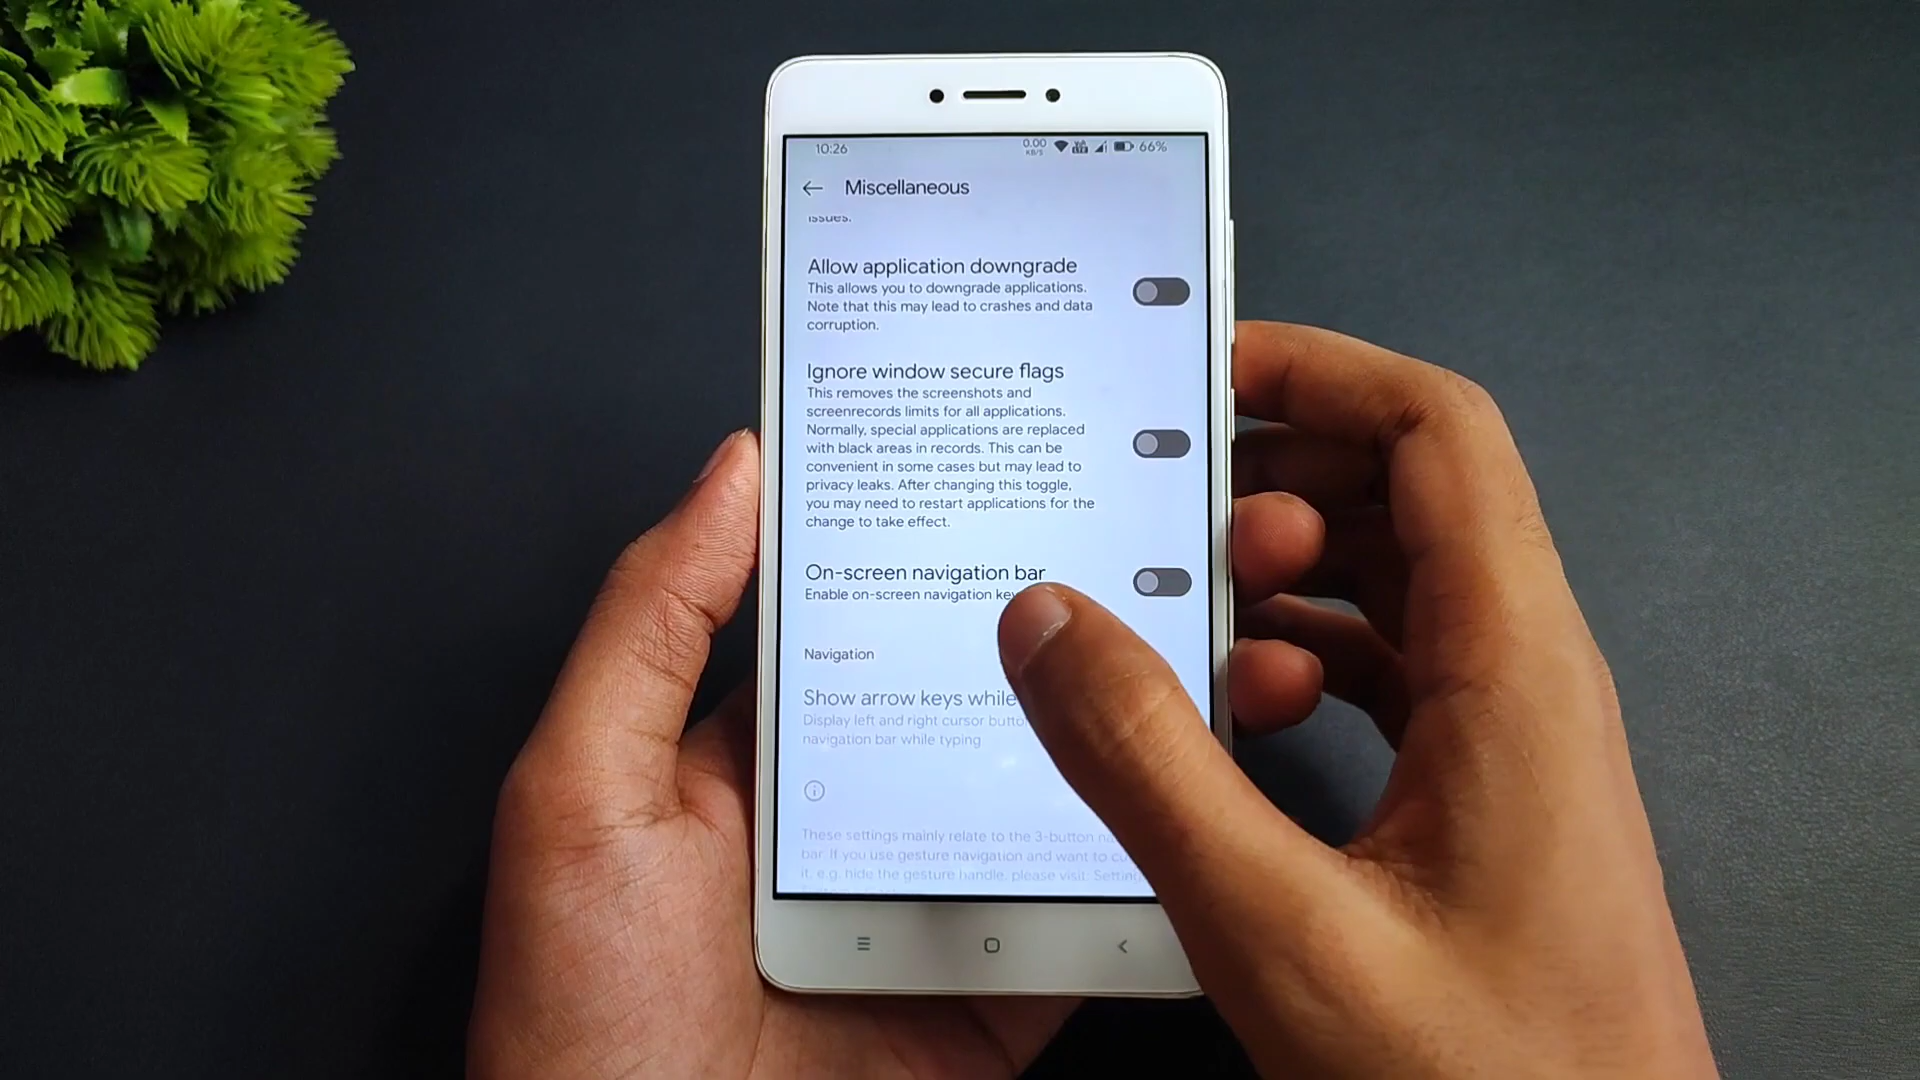 10:26
0.00
KB/S
66%
Miscellaneous
issues.
Allow application downgrade
This allows you to downgrade applications.
Note that this may lead to crashes and data
corruption.
Ignore window secure flags
This removes the screenshots and
screenrecords limits for all applications.
Normally, special applications are replaced
with black areas in records. This can be
convenient in some cases but may lead to
privacy leaks. After changing this toggle,
you may need to restart applications for the
change to take effect.
On-screen navigation bar
Enable on-screen navigation
Navigation
Show arrow keys while
Display left and right cursor
navigation bar while typing
These settings mainly relate to the 3-button
bar. If you use gesture navigation and want to
it, e.g. hide the gesture handle, please visit,